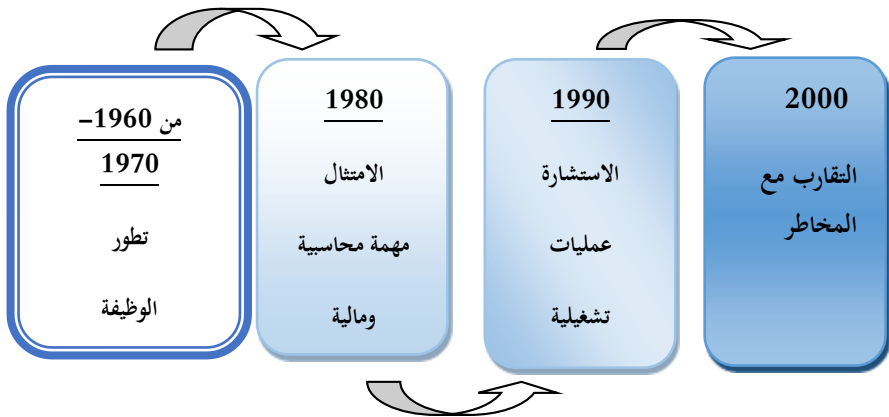 من 1960–
1970
تطور
الوظيفة
1980
الامتثال
مهمة محاسبية
ومالية
1990
الاستشارة
عمليات
تشغيلية
2000
التقارب مع
المخاطر